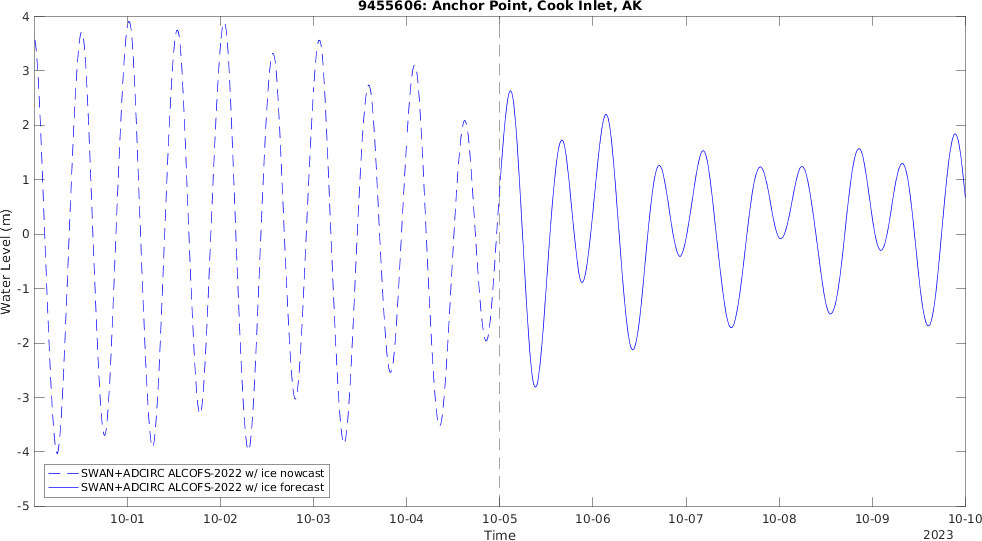 9455606: Anchor Point, Cook Inlet, AK
Water Level (m)
4
3
2
1
0
-1
-2
-3
-4
-5
SWAN+ADCIRC ALCOFS-2022 w/ ice nowcast
SWAN+ADCIRC ALCOFS-2022 w/ ice forecast
10-01 10-02 10-03 10-04 10-05 10-06 10-07 10-08 10-09 10-10
Time
2023